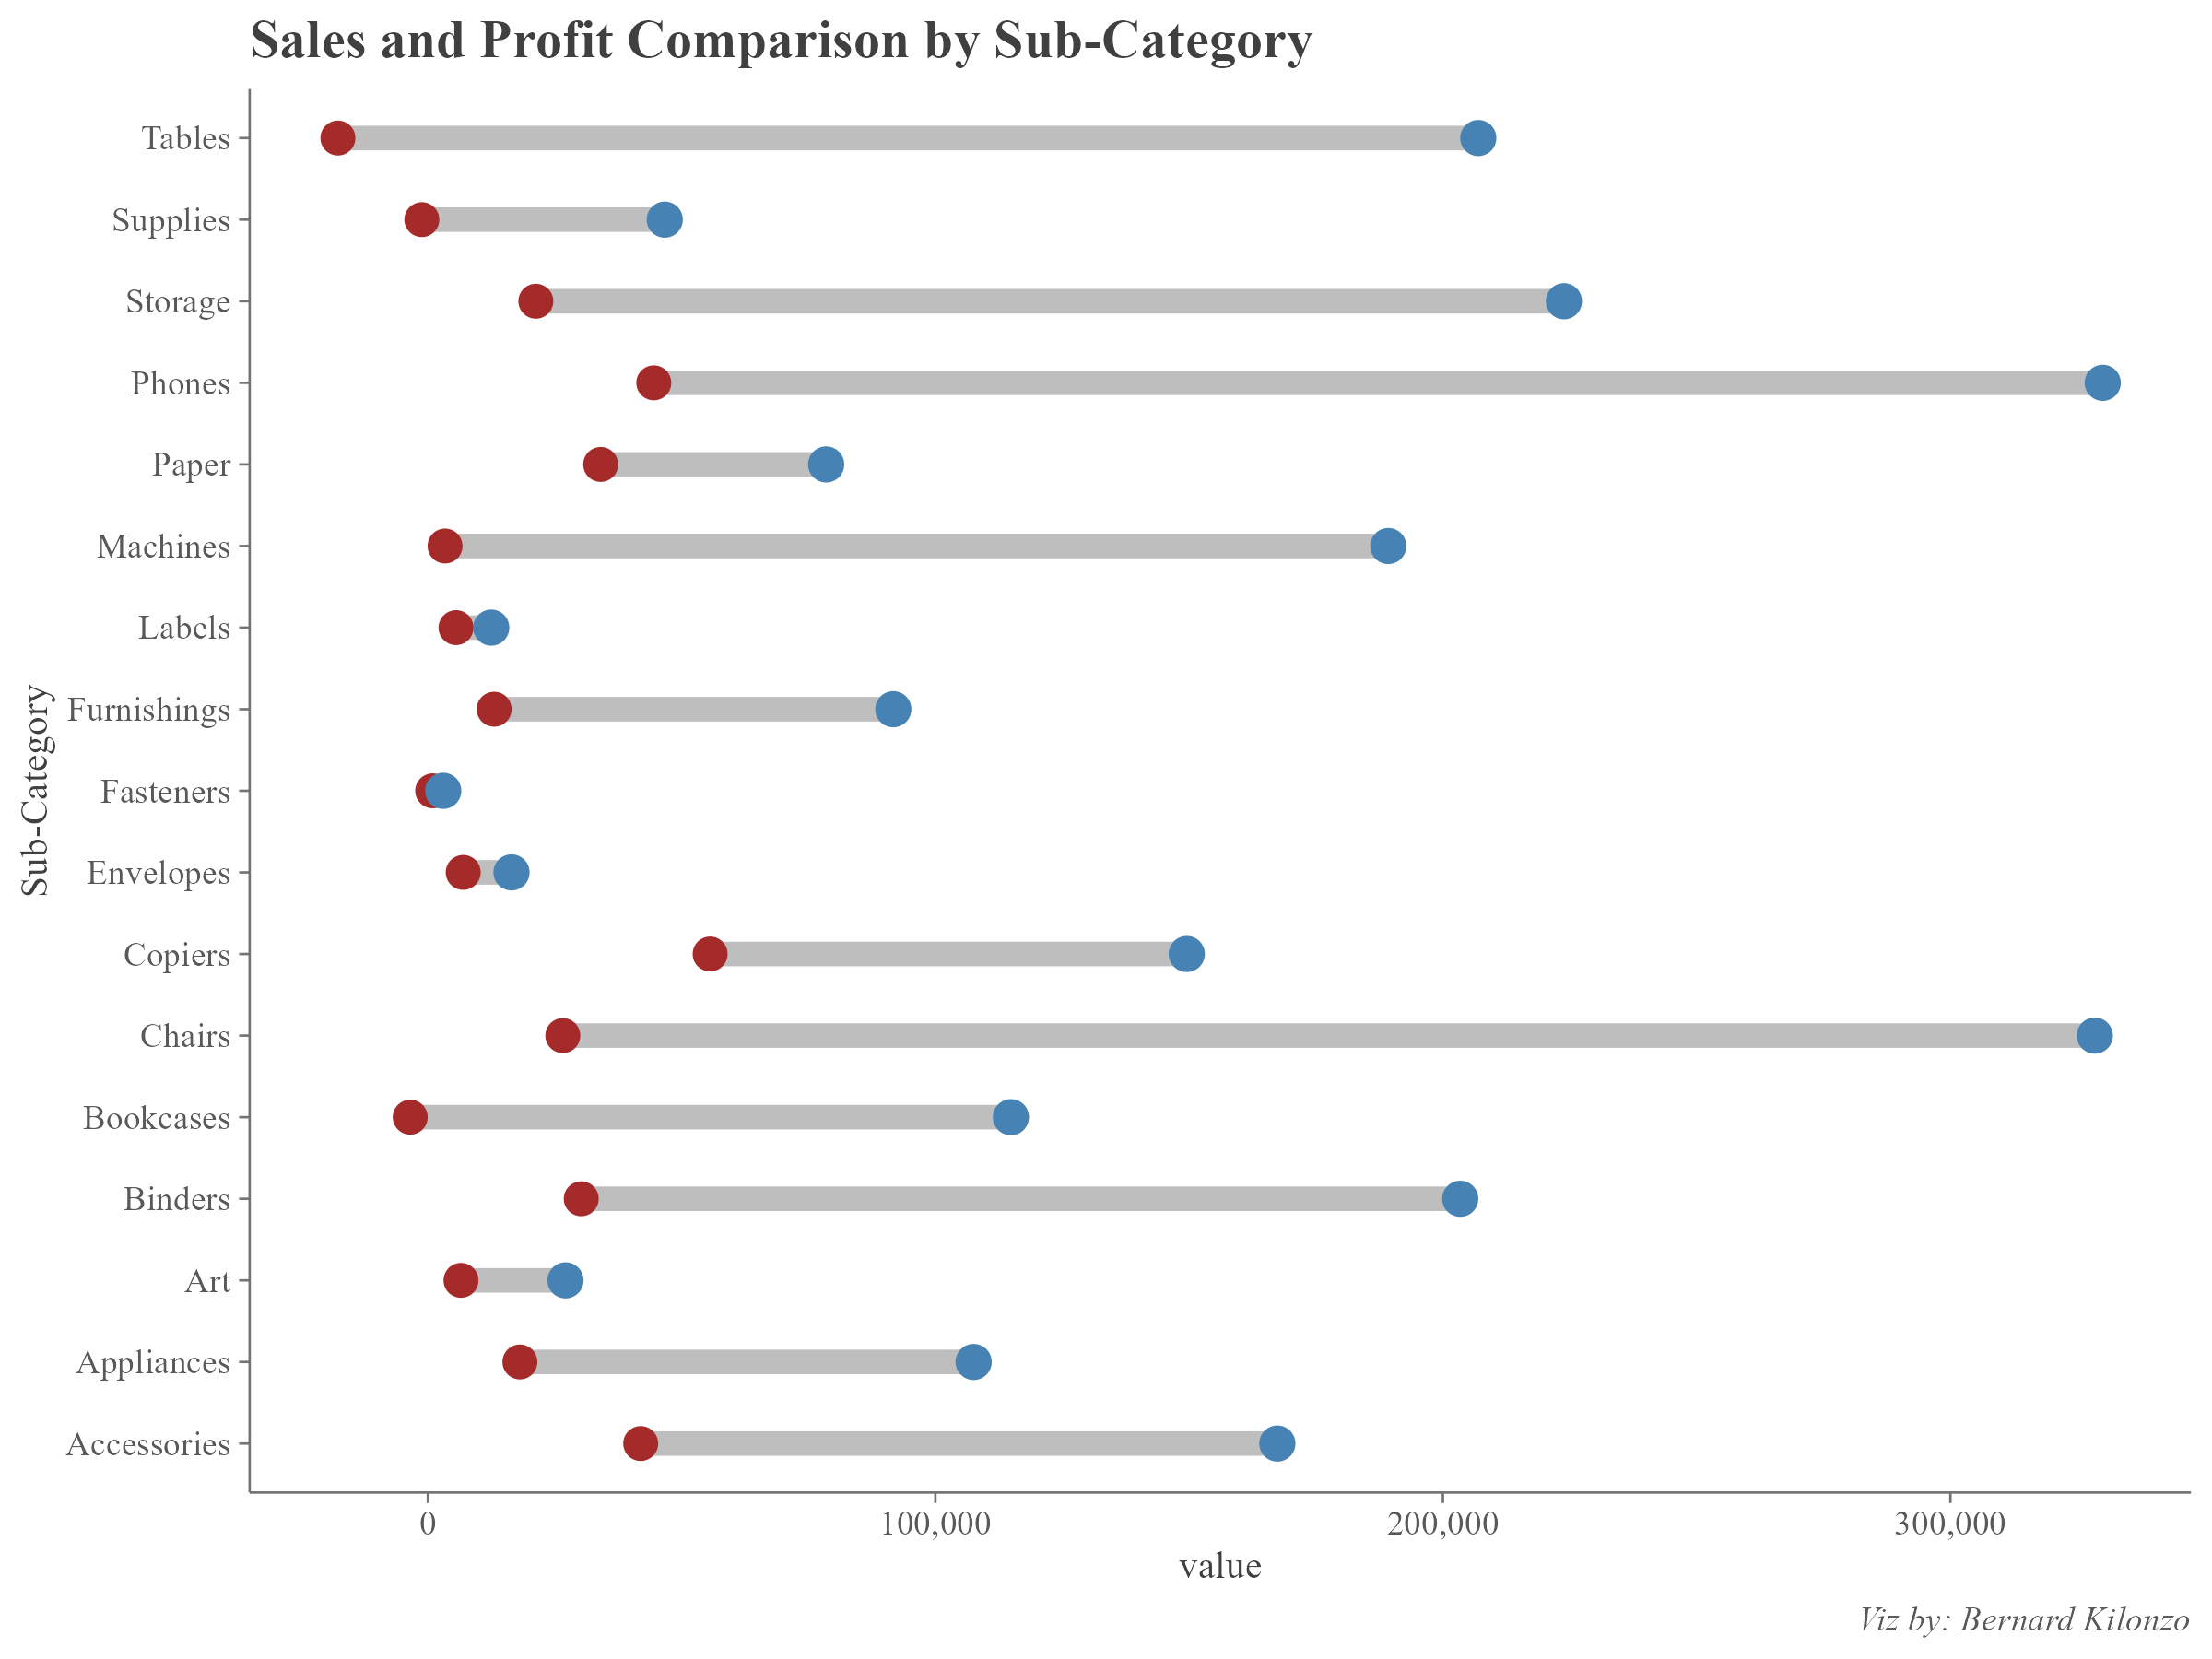 Sales and Profit Comparison by Sub-Category
Tables
Supplies
Storage
Phones
Paper
Machines
Labels
Furnishings
Fasteners
Envelopes
Copiers
Chairs
Bookcases
Binders
Art
Appliances
Accessories
Sub-Category
0 100,000 200,000 300,000
value
Viz by: Bernard Kilonzo